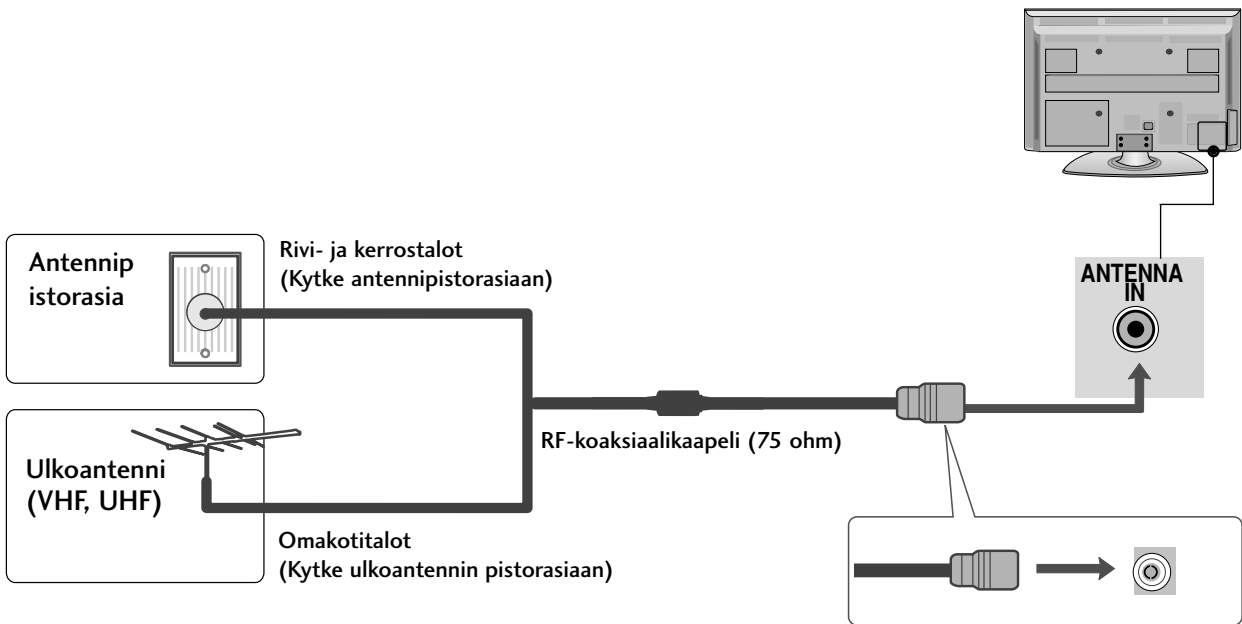 ANTENNA
IN
Antennip
istorasia
Rivi- ja kerrostalot
(Kytke antennipistorasiaan)
RF-koaksiaalikaapeli (75 ohm)
Ulkoantenni
(VHF, UHF)
Omakotitalot
(Kytke ulkoantennin pistorasiaan)